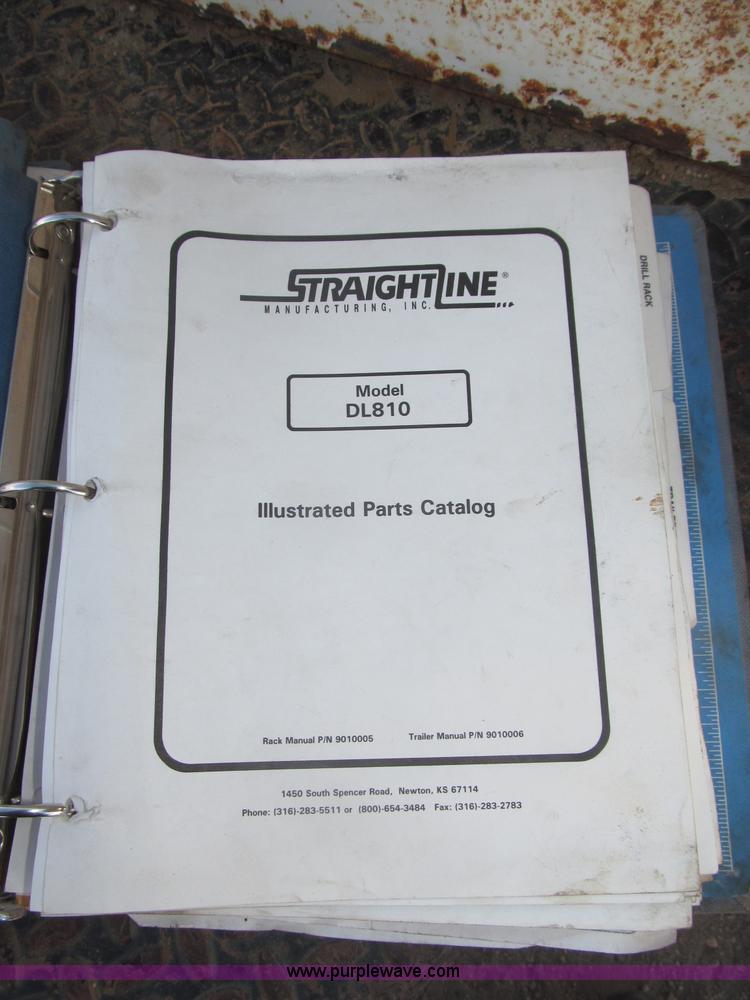 STRAIGHTLINE®
MANUFACTURING, INC.
Model
DL810
Illustrated Parts Catalog
Rack Manual P/N 9010005 Trailer Manual P/N 9010006
1450 South Spencer Road, Newton, KS 67114
Phone: (316)-283-5511 or (800)-654-3484 Fax: (316)-283-2783
DRILL RACK
www.purplewave.com